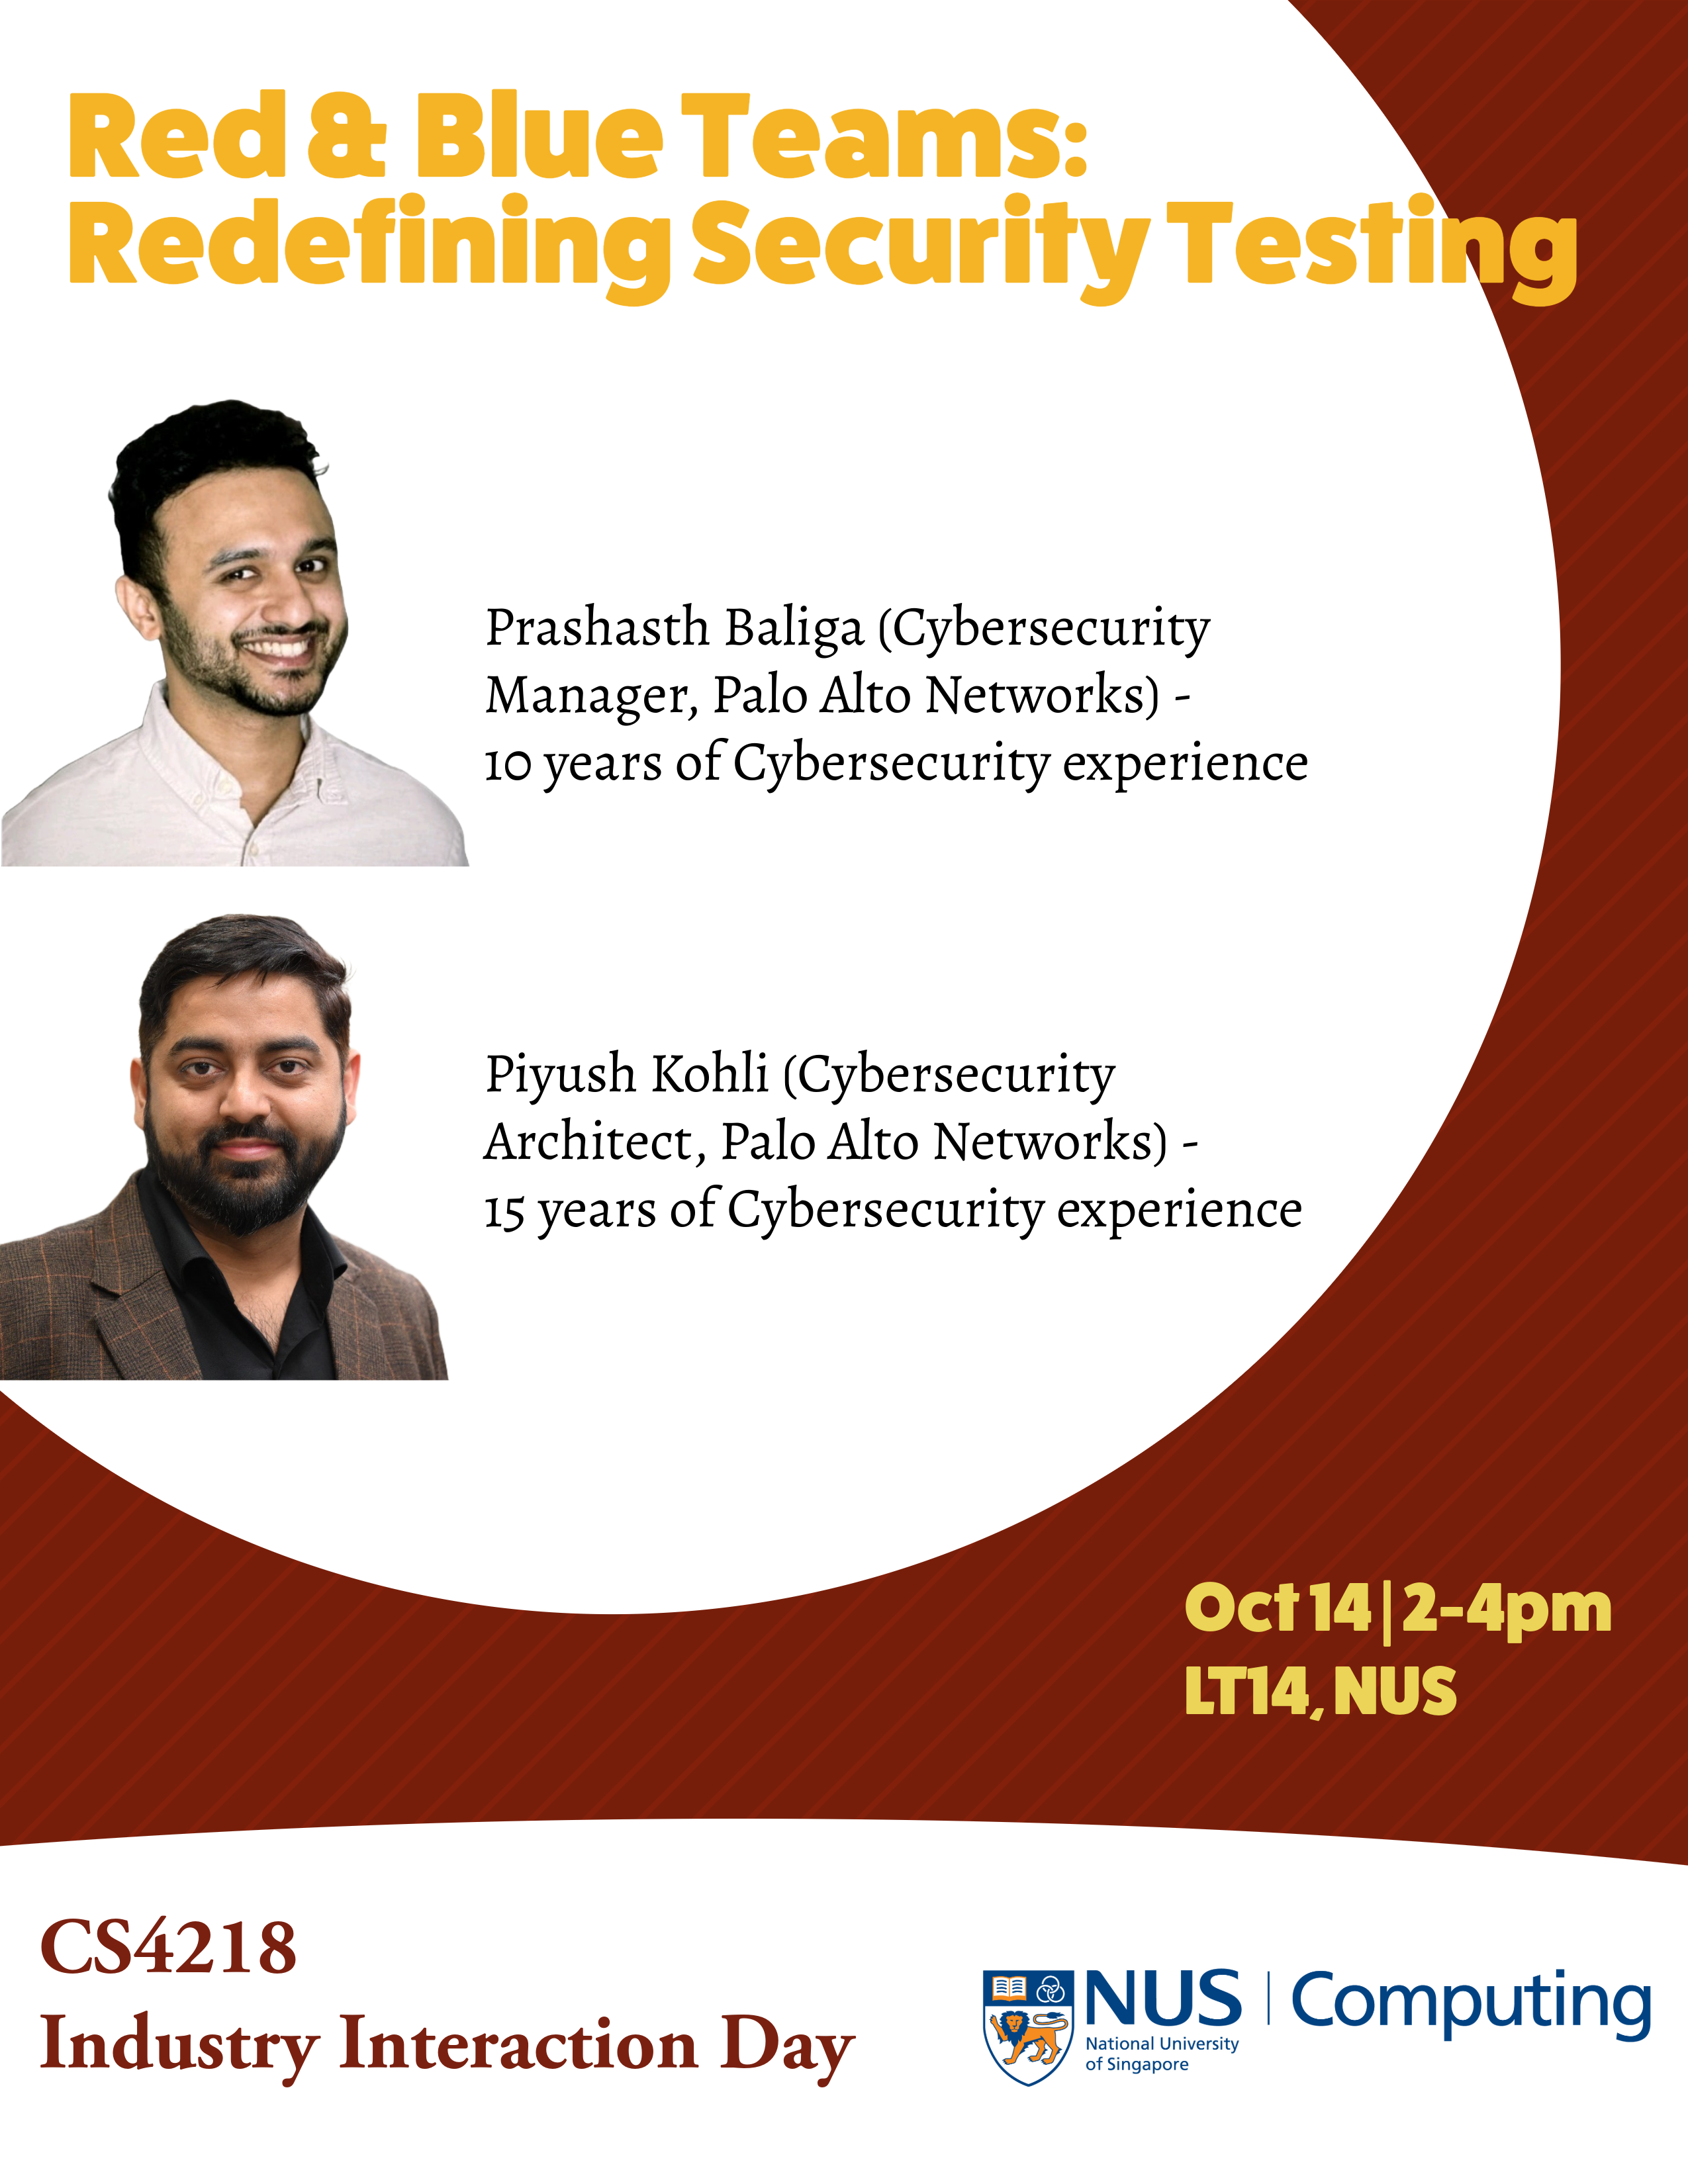 Red & Blue Teams:
Redefining Security Testing
Prashasth Baliga (Cybersecurity
Manager, Palo Alto Networks) -
10 years of Cybersecurity experience
Piyush Kohli (Cybersecurity
Architect, Palo Alto Networks) -
15 years of Cybersecurity experience
Oct 14 | 2-4pm
LT14, NUS
CS4218
Industry Interaction Day
NUS | Computing
National University
of Singapore